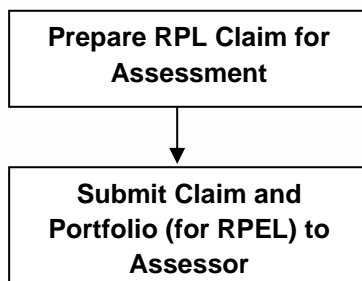 Prepare RPL Claim for
Assessment
Submit Claim and
Portfolio (for RPEL) to
Assessor